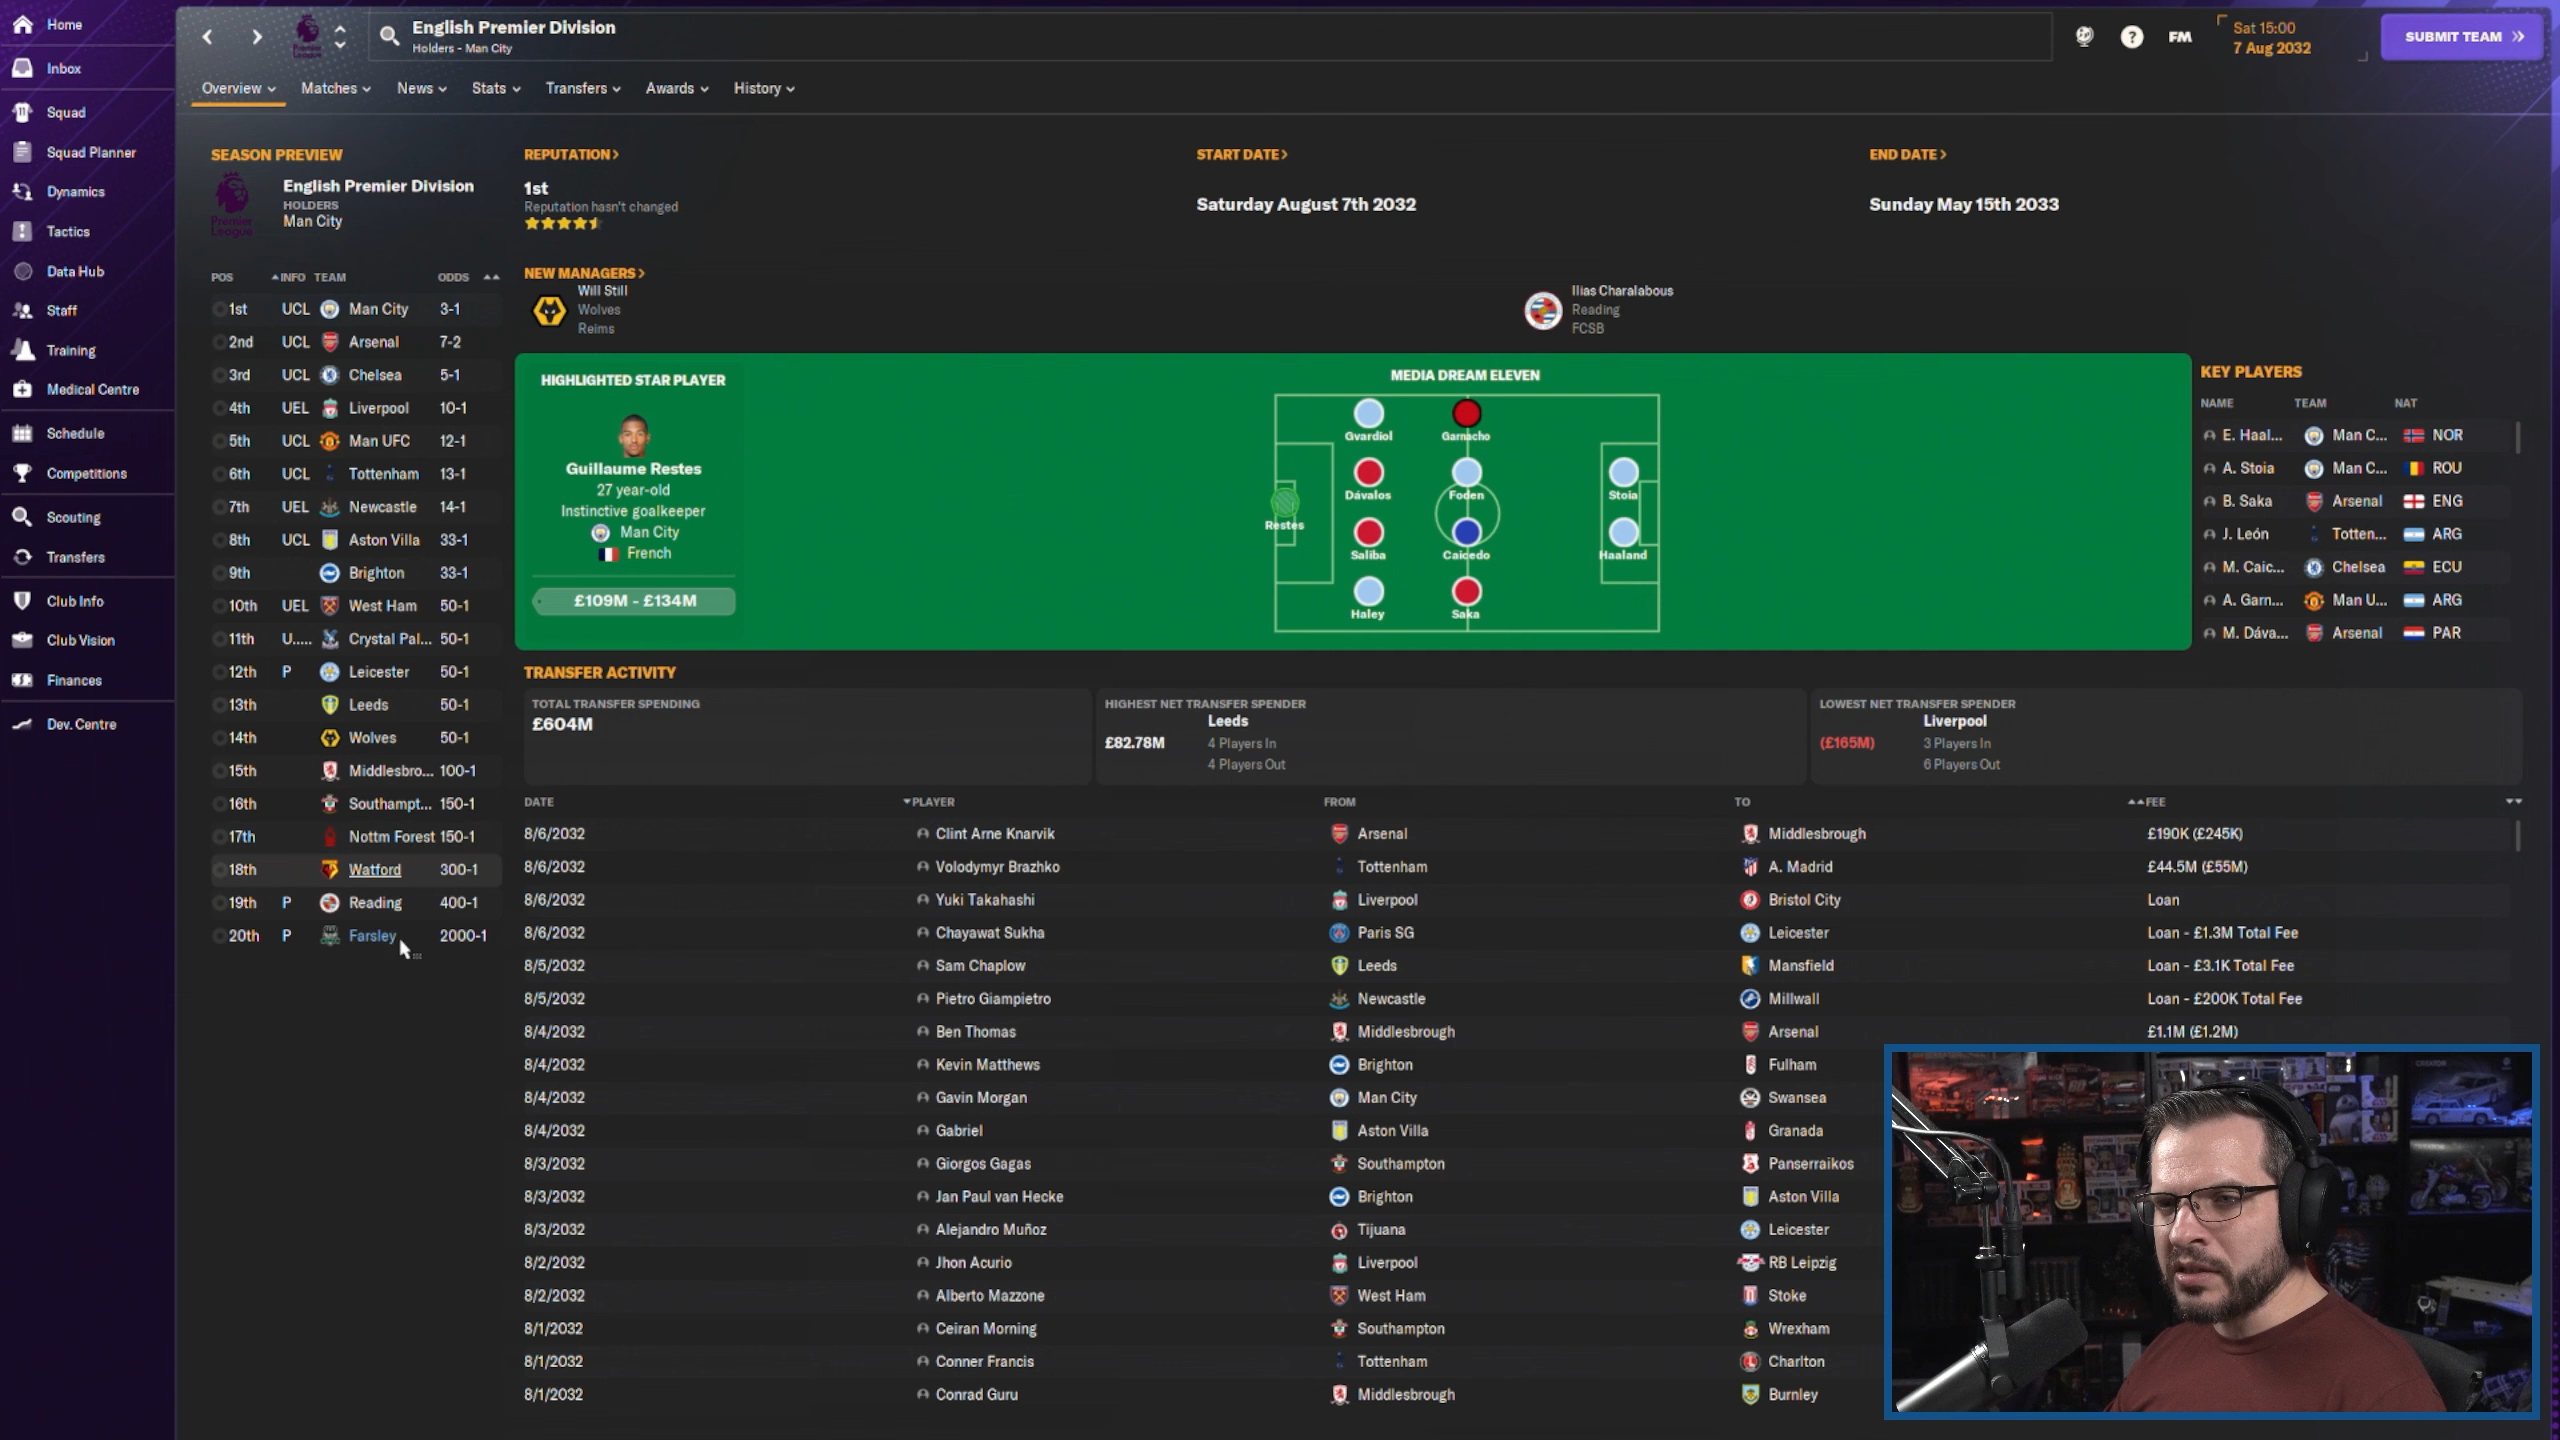 Home
Inbox
Squad
Squad Planner
Dynamics
Tactics
Data Hub
Staff
Training
Medical Centre
Schedule
Competitions
Scouting
Transfers
Club Info
Club Vision
Finances
Dev. Centre
English Premier Division
Holders - Man City
FM
Sat 15:00
7 Aug 2032
SUBMIT TEAM
Overview Matches News Stats Transfers Awards History
SEASON PREVIEW
English Premier Division
HOLDERS
Man City
Premier League
REPUTATION>
1st
Reputation hasn't changed
START DATE>
Saturday August 7th 2032
END DATE>
Sunday May 15th 2033
POS INFO TEAM ODDS
1st UCL Man City 3-1
2nd UCL Arsenal 7-2
3rd UCL Chelsea 5-1
4th UEL Liverpool 10-1
5th UCL Man UFC 12-1
6th UCL Tottenham 13-1
7th UEL Newcastle 14-1
8th UCL Aston Villa 33-1
9th Brighton 33-1
10th UEL West Ham 50-1
11th U..... Crystal Pal... 50-1
12th P Leicester 50-1
13th Leeds 50-1
14th Wolves 50-1
15th Middlesbro... 100-1
16th Southampt... 150-1
17th Nottm Forest 150-1
18th Watford 300-1
19th P Reading 400-1
20th P Farsley 2000-1
NEW MANAGERS>
Will Still
Wolves
Reims
Ilias Charalabous
Reading
FCSB
HIGHLIGHTED STAR PLAYER
Guillaume Restes
27 year-old
Instinctive goalkeeper
Man City
French
£109M - £134M
MEDIA DREAM ELEVEN
Gvardiol Garnacho
Dávalos Foden Stoia
Restes
Saliba Caicedo Haaland
Haley Saka
KEY PLAYERS
NAME TEAM NAT
E. Haal... Man C... NOR
A. Stoia Man C... ROU
B. Saka Arsenal ENG
J. León Totten... ARG
M. Caic... Chelsea ECU
A. Garn... Man U... ARG
M. Dáva... Arsenal PAR
TRANSFER ACTIVITY
TOTAL TRANSFER SPENDING
£604M
HIGHEST NET TRANSFER SPENDER
Leeds
£82.78M 4 Players In
4 Players Out
LOWEST NET TRANSFER SPENDER
Liverpool
(£165M) 3 Players In
6 Players Out
DATE PLAYER FROM TO FEE
8/6/2032 Clint Arne Knarvik Arsenal Middlesbrough £190K (£245K)
8/6/2032 Volodymyr Brazhko Tottenham A. Madrid £44.5M (£55M)
8/6/2032 Yuki Takahashi Liverpool Bristol City Loan
8/6/2032 Chayawat Sukha Paris SG Leicester Loan - £1.3M Total Fee
8/5/2032 Sam Chaplow Leeds Mansfield Loan - £3.1K Total Fee
8/5/2032 Pietro Giampietro Newcastle Millwall Loan - £200K Total Fee
8/4/2032 Ben Thomas Middlesbrough Arsenal £1.1M (£1.2M)
8/4/2032 Kevin Matthews Brighton Fulham
8/4/2032 Gavin Morgan Man City Swansea
8/4/2032 Gabriel Aston Villa Granada
8/3/2032 Giorgos Gagas Southampton Panserraikos
8/3/2032 Jan Paul van Hecke Brighton Aston Villa
8/3/2032 Alejandro Muñoz Tijuana Leicester
8/2/2032 Jhon Acurio Liverpool RB Leipzig
8/2/2032 Alberto Mazzone West Ham Stoke
8/1/2032 Ceiran Morning Southampton Wrexham
8/1/2032 Conner Francis Tottenham Charlton
8/1/2032 Conrad Guru Middlesbrough Burnley